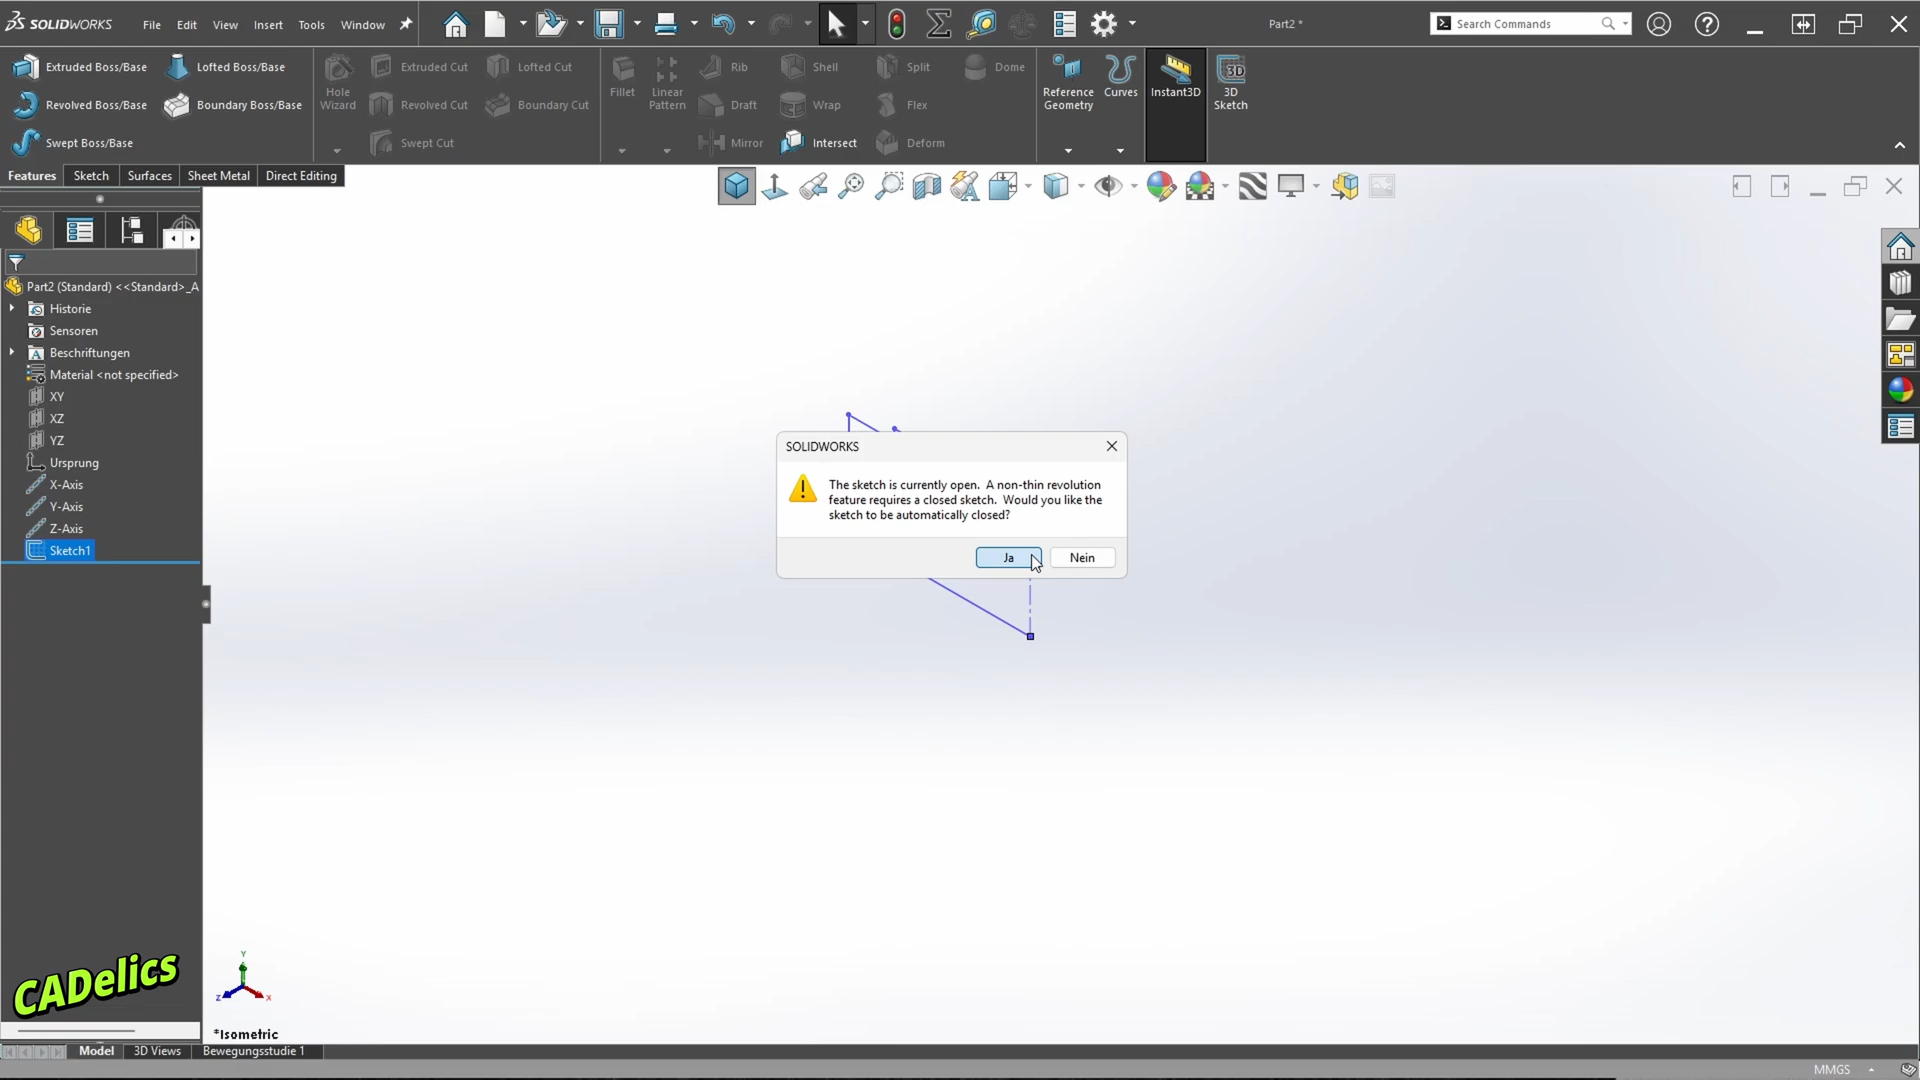 SOLIDWORKS File Edit View Insert Tools Window Part2 * Search Commands
Extruded Boss/Base Lofted Boss/Base Extruded Cut Lofted Cut Rib Shell Split Dome
Hole Wizard Fillet Linear Pattern Reference Geometry Curves Instant3D 3D Sketch
Revolved Boss/Base Boundary Boss/Base Revolved Cut Boundary Cut Draft Wrap Flex
Swept Boss/Base Swept Cut Mirror Intersect Deform
Features Sketch Surfaces Sheet Metal Direct Editing
Part2 (Standard) <<Standard>_A
Historie
Sensoren
Beschriftungen
Material <not specified>
XY
XZ
YZ
Ursprung
X-Axis
Y-Axis
Z-Axis
Sketch1
SOLIDWORKS
The sketch is currently open. A non-thin revolution
feature requires a closed sketch. Would you like the
sketch to be automatically closed?
Ja Nein
CADelics
Y
Z
X
*Isometric
Model 3D Views Bewegungsstudie 1
MMGS